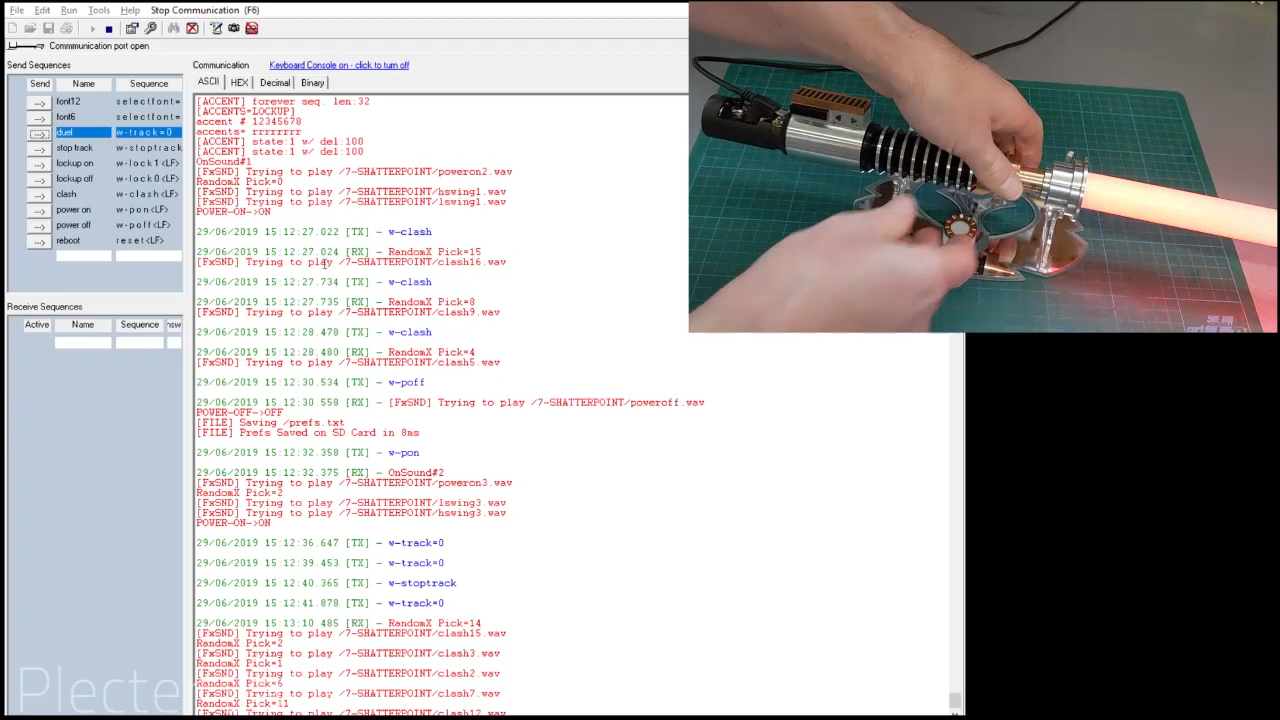 File Edit Run Tools Help Stop Communication (F6)
Communication port open
Send Sequences
Send Name Sequence
---> font12 selectfont=
---> font6 selectfont=
---> duel w-track=0
---> stop track w-stoptrack
---> lockup on w-lock1<LF>
---> lockup off w-lock0<LF>
---> clash w-clash<LF>
---> power on w-pon<LF>
---> power off w-poff<LF>
---> reboot reset<LF>
Receive Sequences
Active Name Sequence nsw
Communication Keyboard Console on - click to turn off
ASCII HEX Decimal Binary
[ACCENT] forever seq. len:32
[ACCENTS=LOCKUP]
accent # 12345678
accents= rrrrrrrr
[ACCENT] state:1 w/ del:100
[ACCENT] state:1 w/ del:100
OnSound#1
[FxSND] Trying to play /7-SHATTERPOINT/poweron2.wav
RandomX Pick=0
[FxSND] Trying to play /7-SHATTERPOINT/hswing1.wav
[FxSND] Trying to play /7-SHATTERPOINT/lswing1.wav
POWER-ON->ON
29/06/2019 15:12:27.022 [TX] - w-clash
29/06/2019 15:12:27.024 [RX] - RandomX Pick=15
[FxSND] Trying to play /7-SHATTERPOINT/clash16.wav
29/06/2019 15:12:27.734 [TX] - w-clash
29/06/2019 15:12:27.735 [RX] - RandomX Pick=8
[FxSND] Trying to play /7-SHATTERPOINT/clash9.wav
29/06/2019 15:12:28.478 [TX] - w-clash
29/06/2019 15:12:28.480 [RX] - RandomX Pick=4
[FxSND] Trying to play /7-SHATTERPOINT/clash5.wav
29/06/2019 15:12:30.534 [TX] - w-poff
29/06/2019 15:12:30.558 [RX] - [FxSND] Trying to play /7-SHATTERPOINT/poweroff.wav
POWER-OFF->OFF
[FILE] Saving /prefs.txt
[FILE] Prefs Saved on SD Card in 8ms
29/06/2019 15:12:32.358 [TX] - w-pon
29/06/2019 15:12:32.375 [RX] - OnSound#2
[FxSND] Trying to play /7-SHATTERPOINT/poweron3.wav
RandomX Pick=2
[FxSND] Trying to play /7-SHATTERPOINT/lswing3.wav
[FxSND] Trying to play /7-SHATTERPOINT/hswing3.wav
POWER-ON->ON
29/06/2019 15:12:36.647 [TX] - w-track=0
29/06/2019 15:12:39.453 [TX] - w-track=0
29/06/2019 15:12:40.365 [TX] - w-stoptrack
29/06/2019 15:12:41.878 [TX] - w-track=0
29/06/2019 15:13:10.485 [RX] - RandomX Pick=14
[FxSND] Trying to play /7-SHATTERPOINT/clash15.wav
RandomX Pick=2
[FxSND] Trying to play /7-SHATTERPOINT/clash3.wav
RandomX Pick=1
[FxSND] Trying to play /7-SHATTERPOINT/clash2.wav
RandomX Pick=6
[FxSND] Trying to play /7-SHATTERPOINT/clash7.wav
RandomX Pick=11
[FxSND] Trying to play /7-SHATTERPOINT/clash12.wav
Plecte